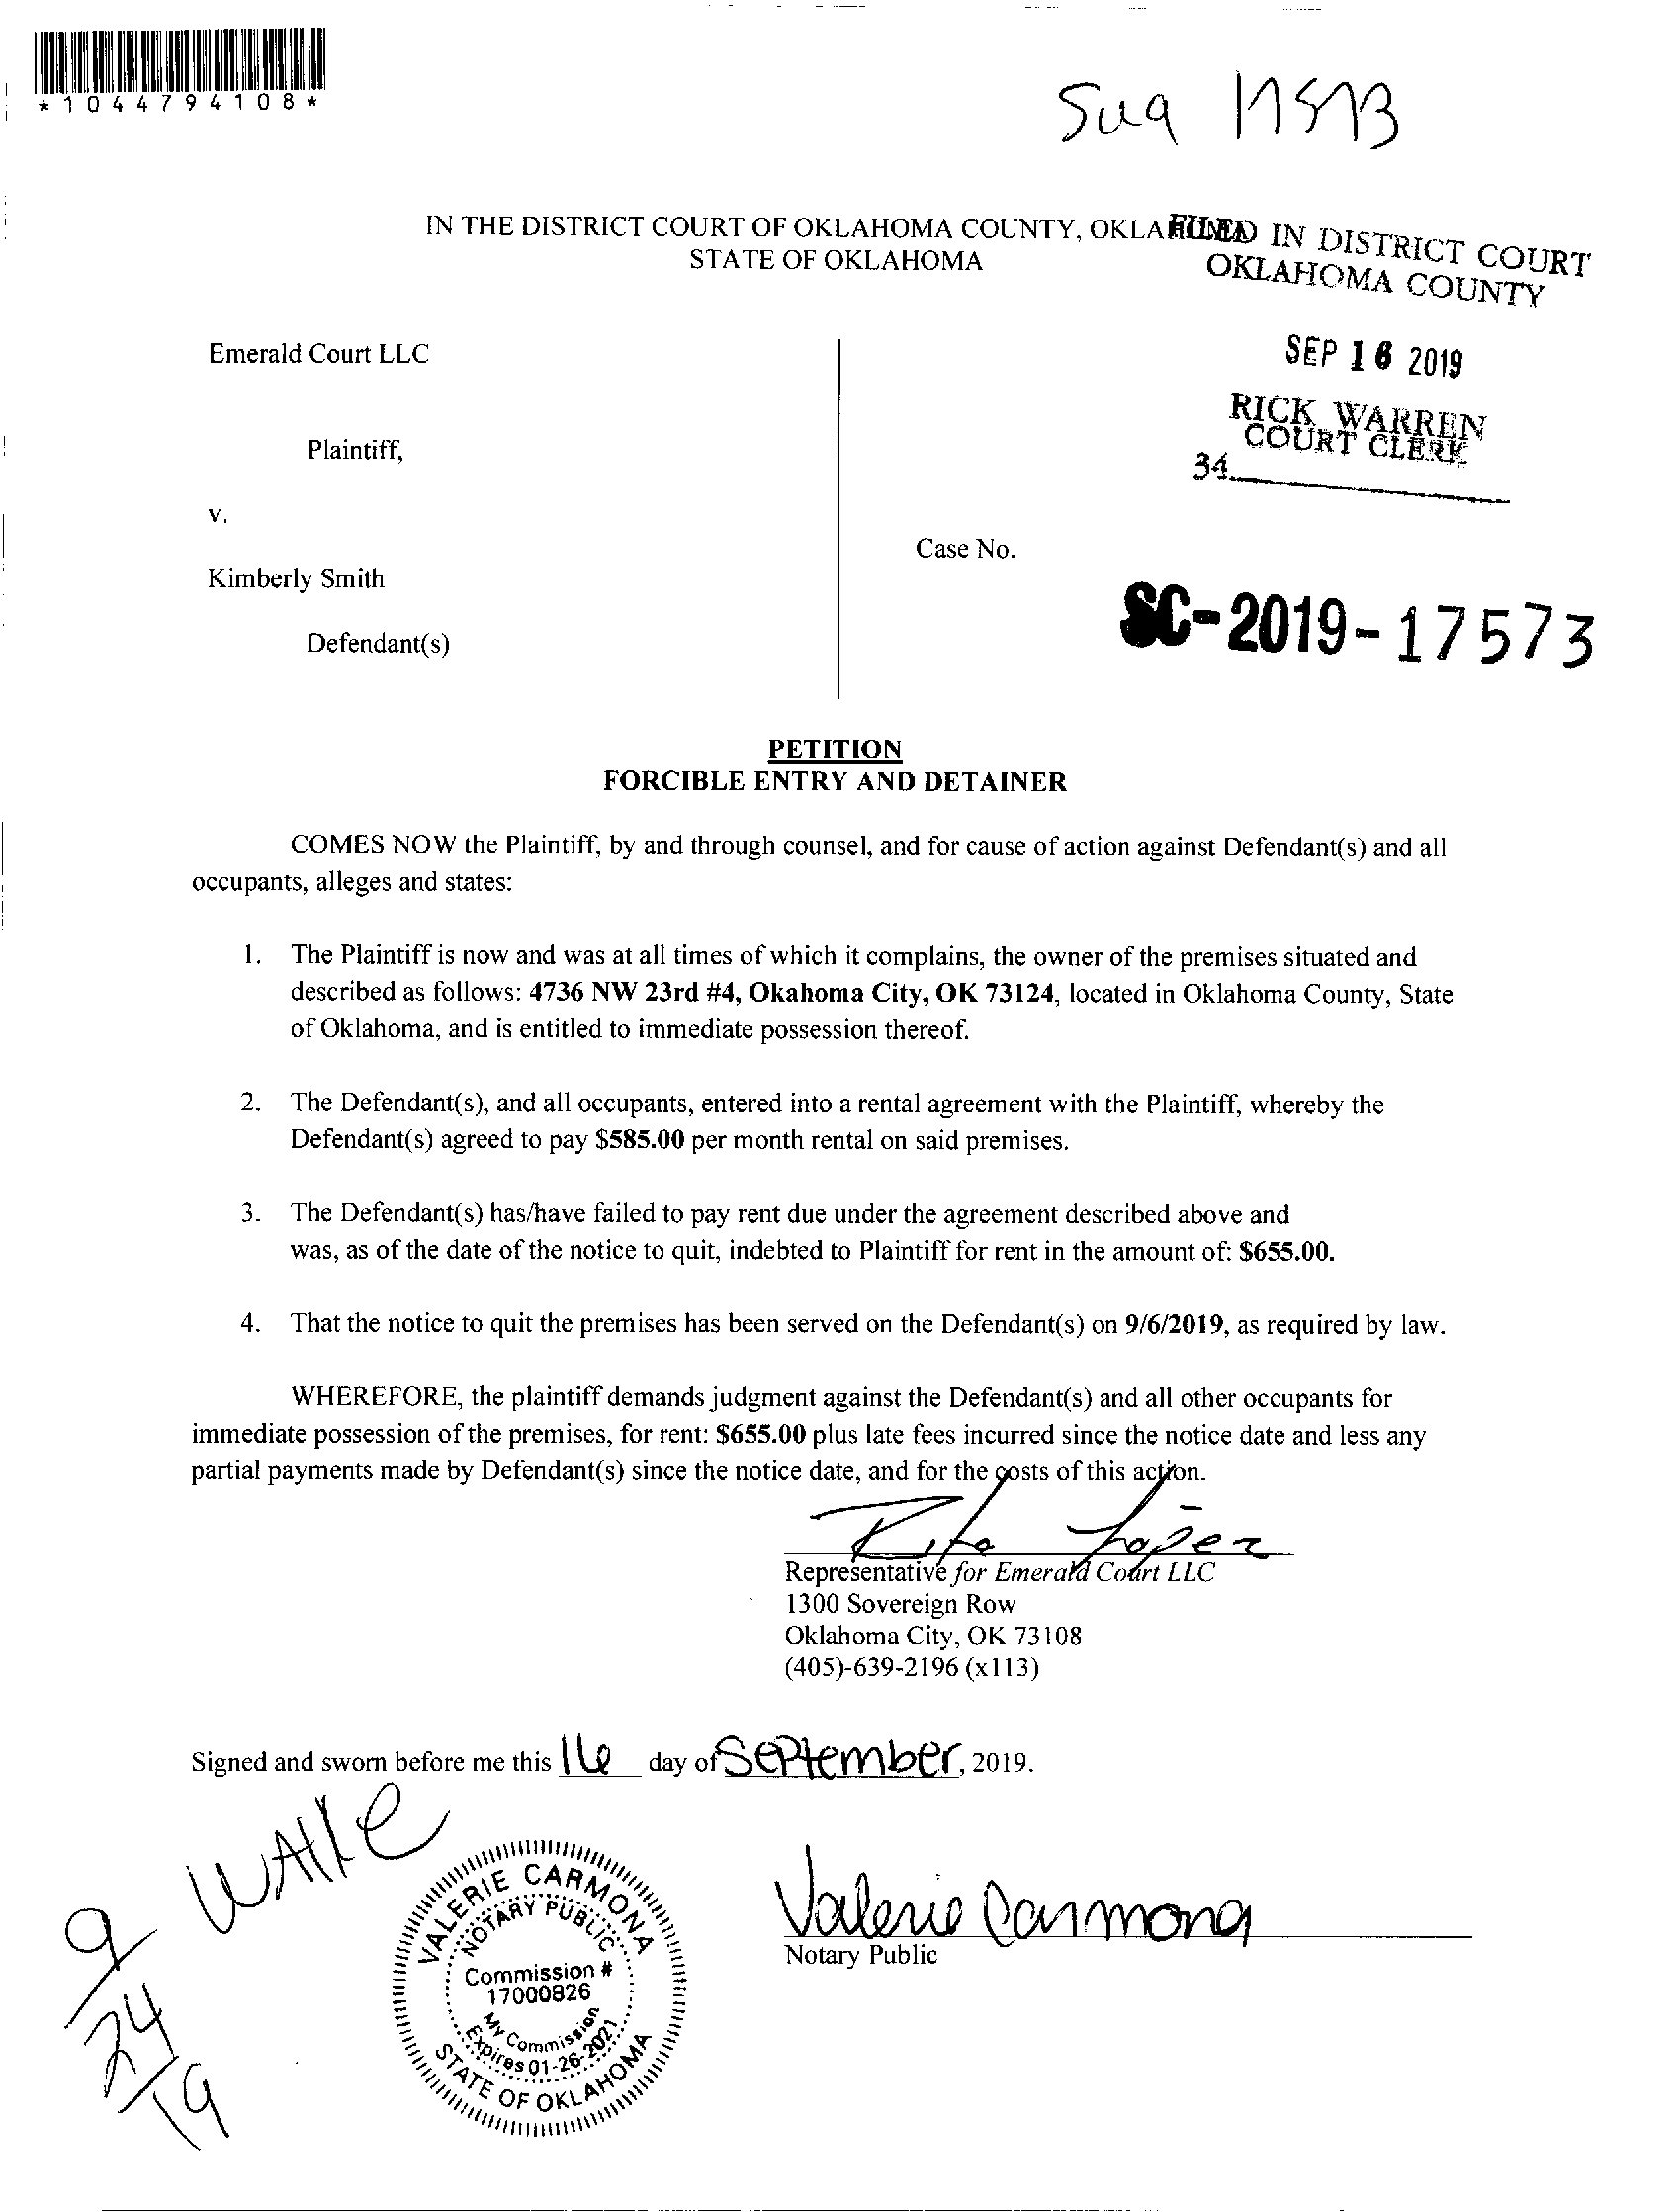 *1044794108*
17573
IN THE DISTRICT COURT OF OKLAHOMA COUNTY, OKLAHOMA
STATE OF OKLAHOMA
FILED IN DISTRICT COURT
OKLAHOMA COUNTY
SEP 16 2019
RICK WARREN
COURT CLERK
34
Emerald Court LLC
Plaintiff,
v.
Case No.
Kimberly Smith
SC-2019-17573
Defendant(s)
PETITION
FORCIBLE ENTRY AND DETAINER
COMES NOW the Plaintiff, by and through counsel, and for cause of action against Defendant(s) and all
occupants, alleges and states:
1. The Plaintiff is now and was at all times of which it complains, the owner of the premises situated and
described as follows: 4736 NW 23rd #4, Okahoma City, OK 73124, located in Oklahoma County, State
of Oklahoma, and is entitled to immediate possession thereof.
2. The Defendant(s), and all occupants, entered into a rental agreement with the Plaintiff, whereby the
Defendant(s) agreed to pay $585.00 per month rental on said premises.
3. The Defendant(s) has/have failed to pay rent due under the agreement described above and
was, as of the date of the notice to quit, indebted to Plaintiff for rent in the amount of: $655.00.
4. That the notice to quit the premises has been served on the Defendant(s) on 9/6/2019, as required by law.
WHEREFORE, the plaintiff demands judgment against the Defendant(s) and all other occupants for
immediate possession of the premises, for rent: $655.00 plus late fees incurred since the notice date and less any
partial payments made by Defendant(s) since the notice date, and for the costs of this action.
Rita Lopez
Representative for Emerald Court LLC
1300 Sovereign Row
Oklahoma City, OK 73108
(405)-639-2196 (x113)
Signed and sworn before me this 16 day of September, 2019.
Valerie Carmona
Notary Public
VALERIE CARMONA
NOTARY PUBLIC
Commission #
17000826
My Commission
Expires 01-26-2021
STATE OF OKLAHOMA
9/24/19